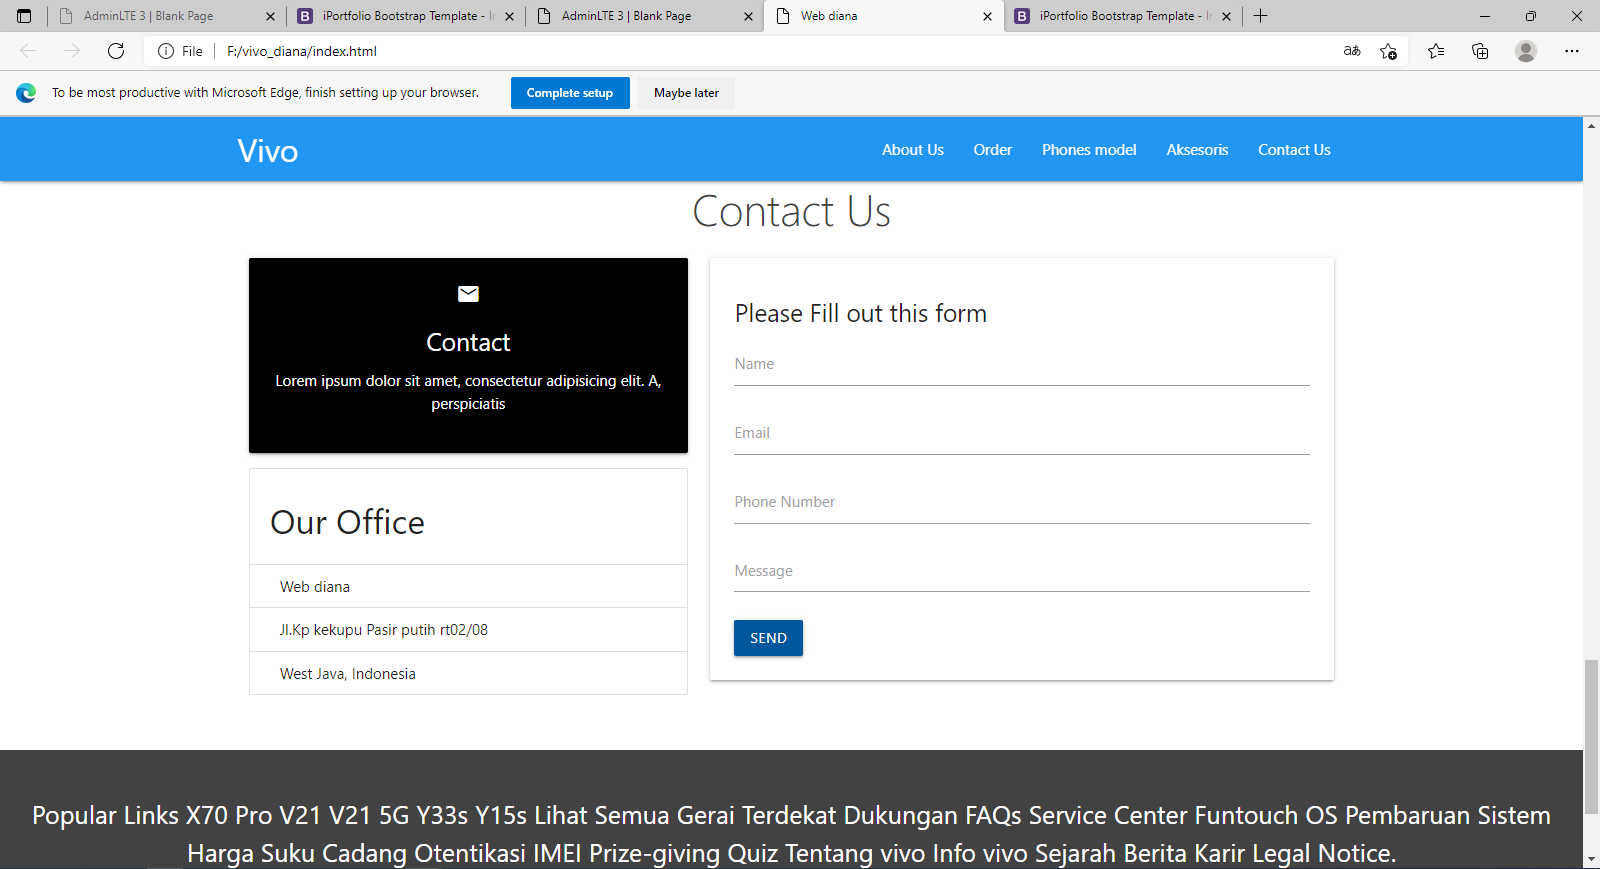 AdminLTE 3 | Blank Page
iPortfolio Bootstrap Template - I
AdminLTE 3 | Blank Page
Web diana
iPortfolio Bootstrap Template - I
File
F:/vivo_diana/index.html
To be most productive with Microsoft Edge, finish setting up your browser.
Complete setup
Maybe later
Vivo
About Us
Order
Phones model
Aksesoris
Contact Us
Contact Us
Contact
Lorem ipsum dolor sit amet, consectetur adipisicing elit. A,
perspiciatis
Our Office
Web diana
Jl.Kp kekupu Pasir putih rt02/08
West Java, Indonesia
Please Fill out this form
Name
Email
Phone Number
Message
SEND
Popular Links X70 Pro V21 V21 5G Y33s Y15s Lihat Semua Gerai Terdekat Dukungan FAQs Service Center Funtouch OS Pembaruan Sistem
Harga Suku Cadang Otentikasi IMEI Prize-giving Quiz Tentang vivo Info vivo Sejarah Berita Karir Legal Notice.